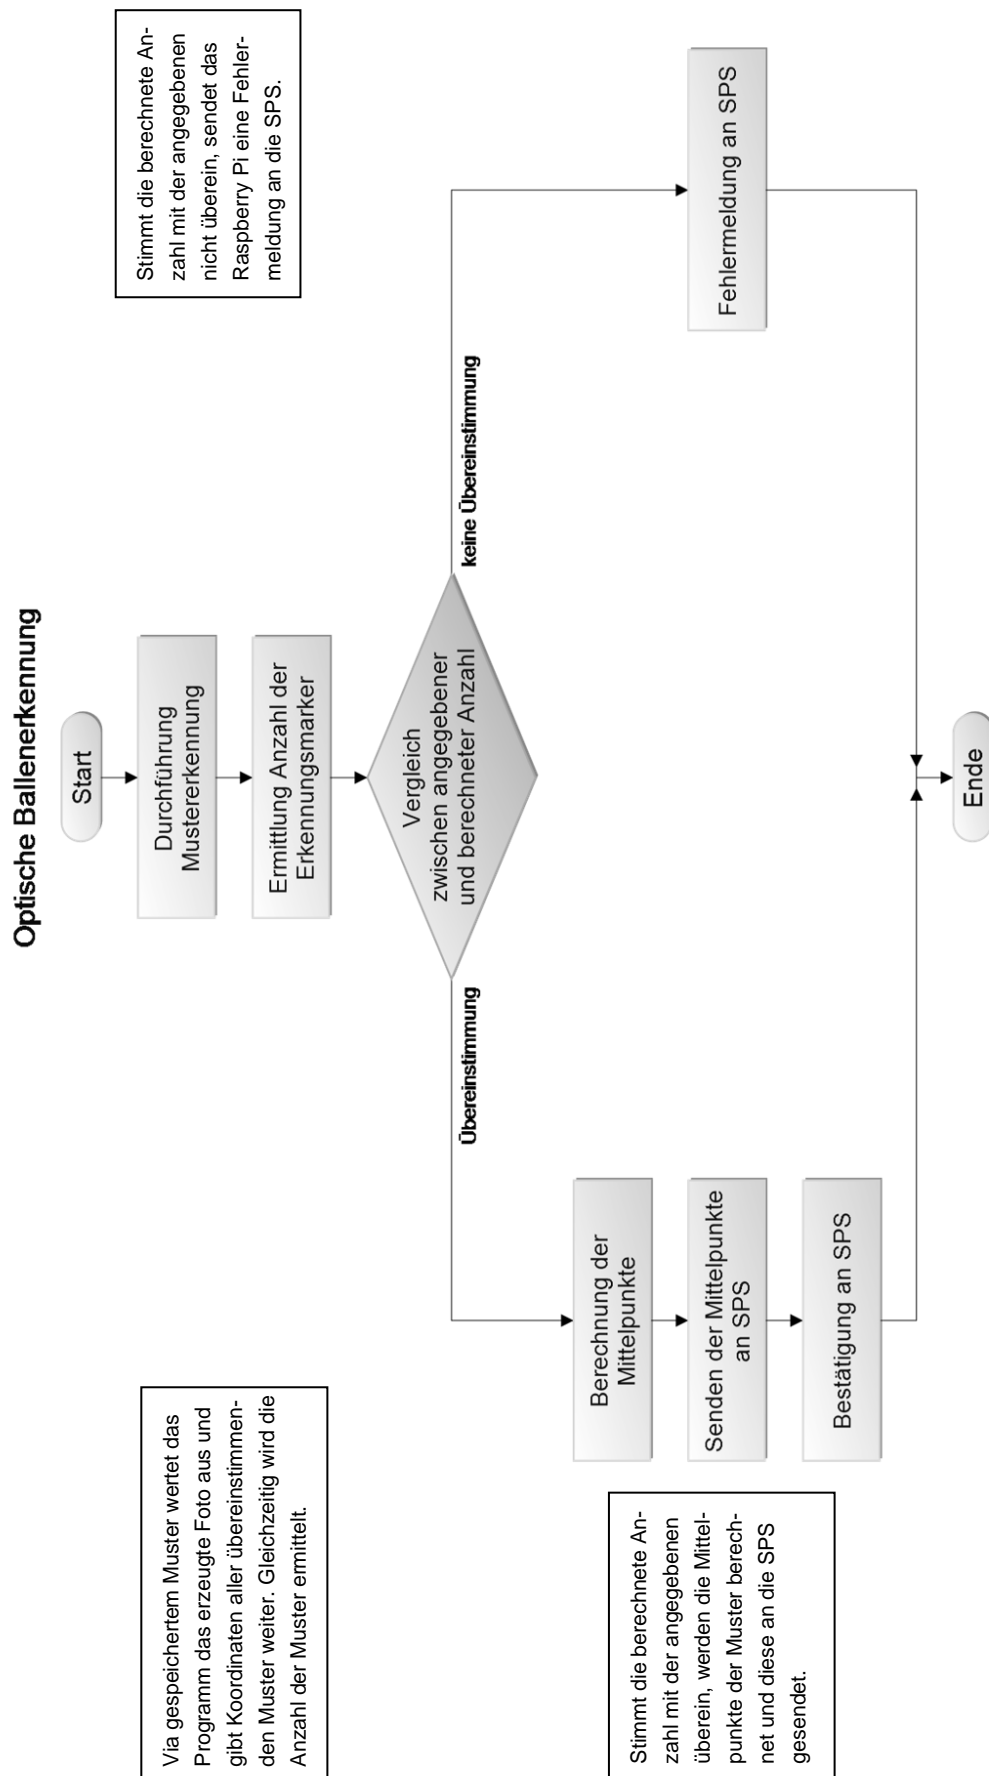 Optische Ballenerkennung
Start
Durchführung
Mustererkennung
Ermittlung Anzahl der
Erkennungsmarker
Vergleich
zwischen angegebener
und berechneter Anzahl
Übereinstimmung
keine Übereinstimmung
Berechnung der
Mittelpunkte
Senden der Mittelpunkte
an SPS
Bestätigung an SPS
Fehlermeldung an SPS
Ende
Via gespeichertem Muster wertet das
Programm das erzeugte Foto aus und
gibt Koordinaten aller übereinstimmen-
den Muster weiter. Gleichzeitig wird die
Anzahl der Muster ermittelt.
Stimmt die berechnete An-
zahl mit der angegebenen
nicht überein, sendet das
Raspberry Pi eine Fehler-
meldung an die SPS.
Stimmt die berechnete An-
zahl mit der angegebenen
überein, werden die Mittel-
punkte der Muster berech-
net und diese an die SPS
gesendet.